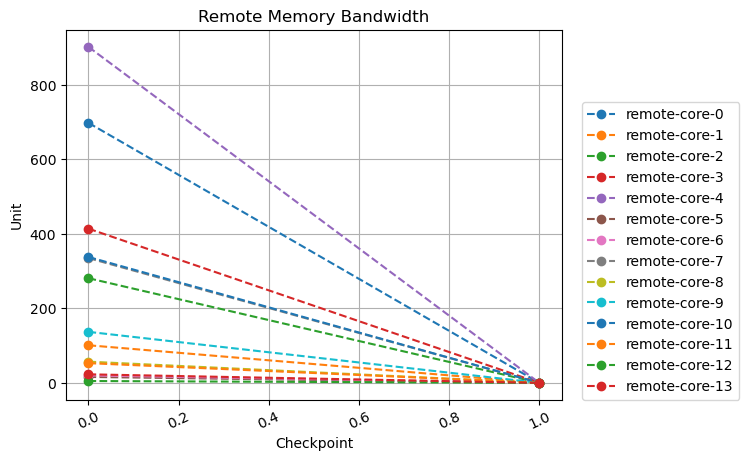 Remote Memory Bandwidth
Unit
800
600
400
200
0
0.0
0.2
0.4
0.6
0.8
1.0
Checkpoint
remote-core-0
remote-core-1
remote-core-2
remote-core-3
remote-core-4
remote-core-5
remote-core-6
remote-core-7
remote-core-8
remote-core-9
remote-core-10
remote-core-11
remote-core-12
remote-core-13